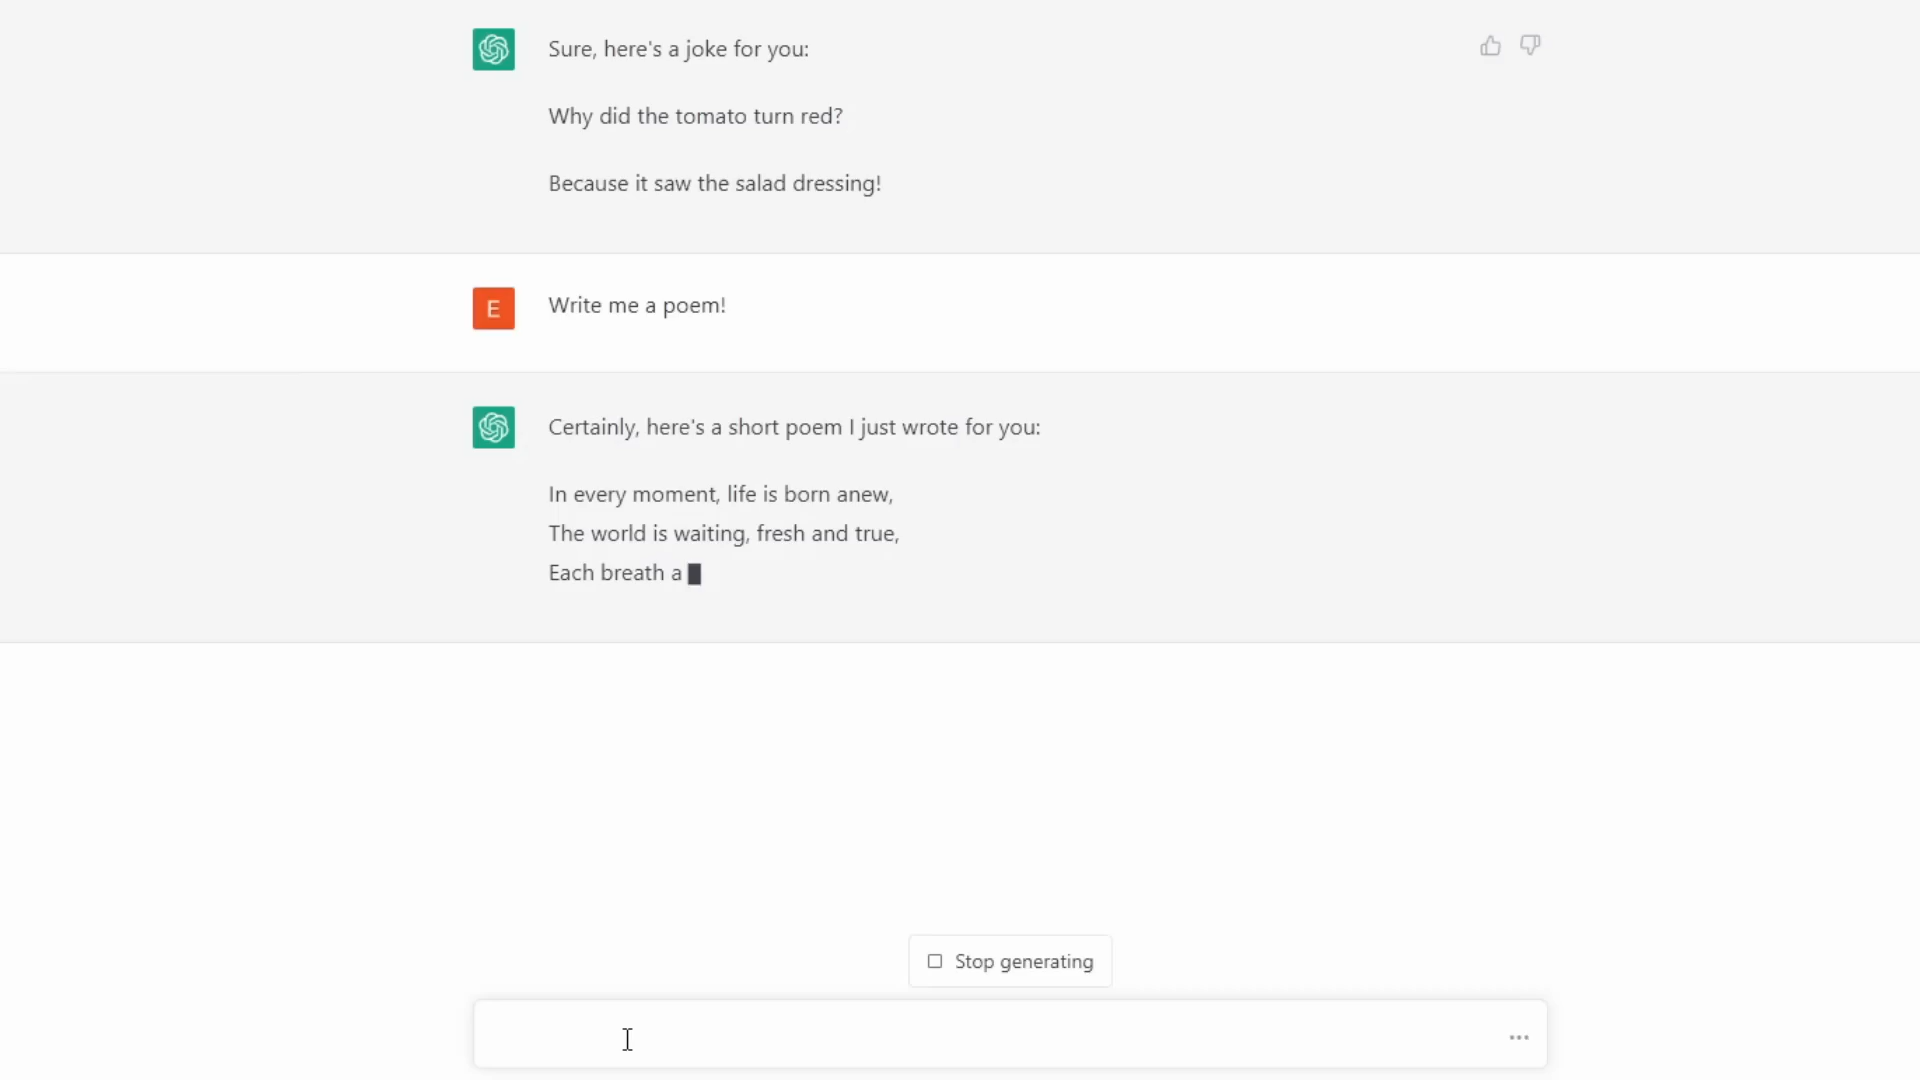 Sure, here's a joke for you:
Why did the tomato turn red?
Because it saw the salad dressing!
E
Write me a poem!
Certainly, here's a short poem I just wrote for you:
In every moment, life is born anew,
The world is waiting, fresh and true,
Each breath a
Stop generating